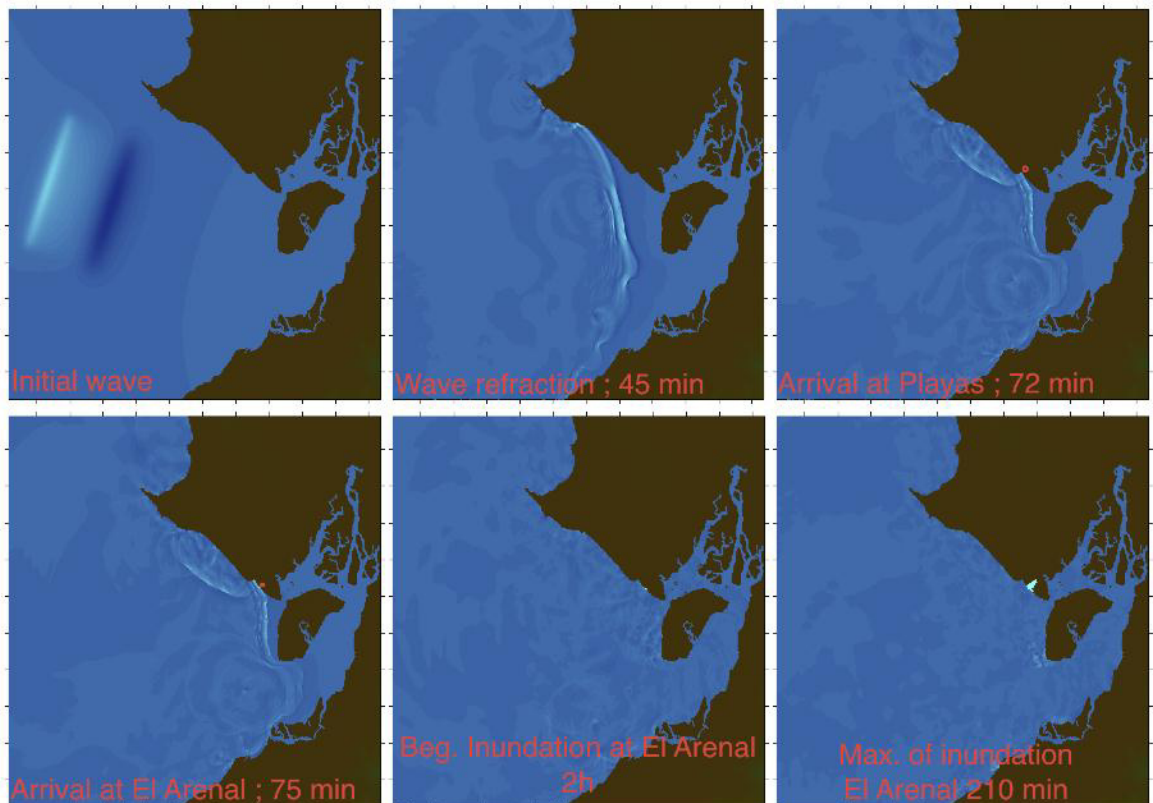 Initial wave
Wave refraction ; 45 min
Arrival at Playas ; 72 min
Arrival at El Arenal ; 75 min
Beg. Inundation at El Arenal
2h
Max. of inundation
El Arenal 210 min